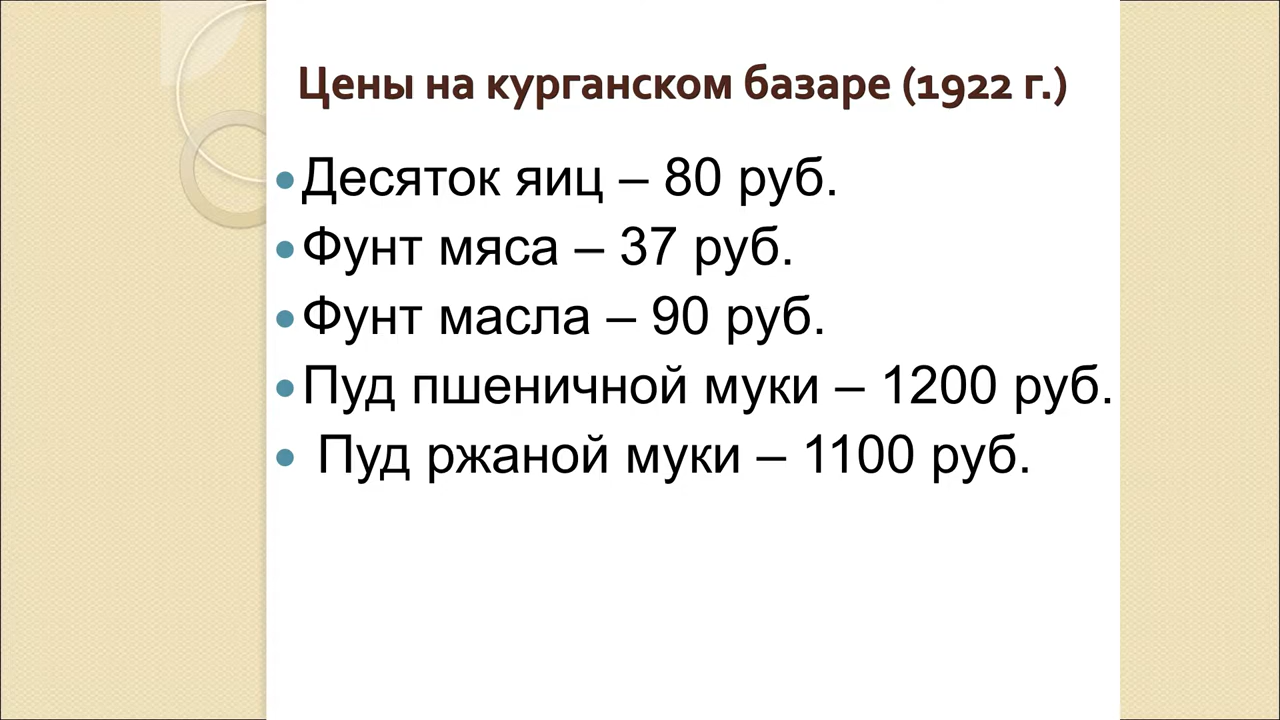 Цены на курганском базаре (1922 г.)
•Десяток яиц – 80 руб.
•Фунт мяса – 37 руб.
•Фунт масла – 90 руб.
•Пуд пшеничной муки – 1200 руб.
• Пуд ржаной муки – 1100 руб.